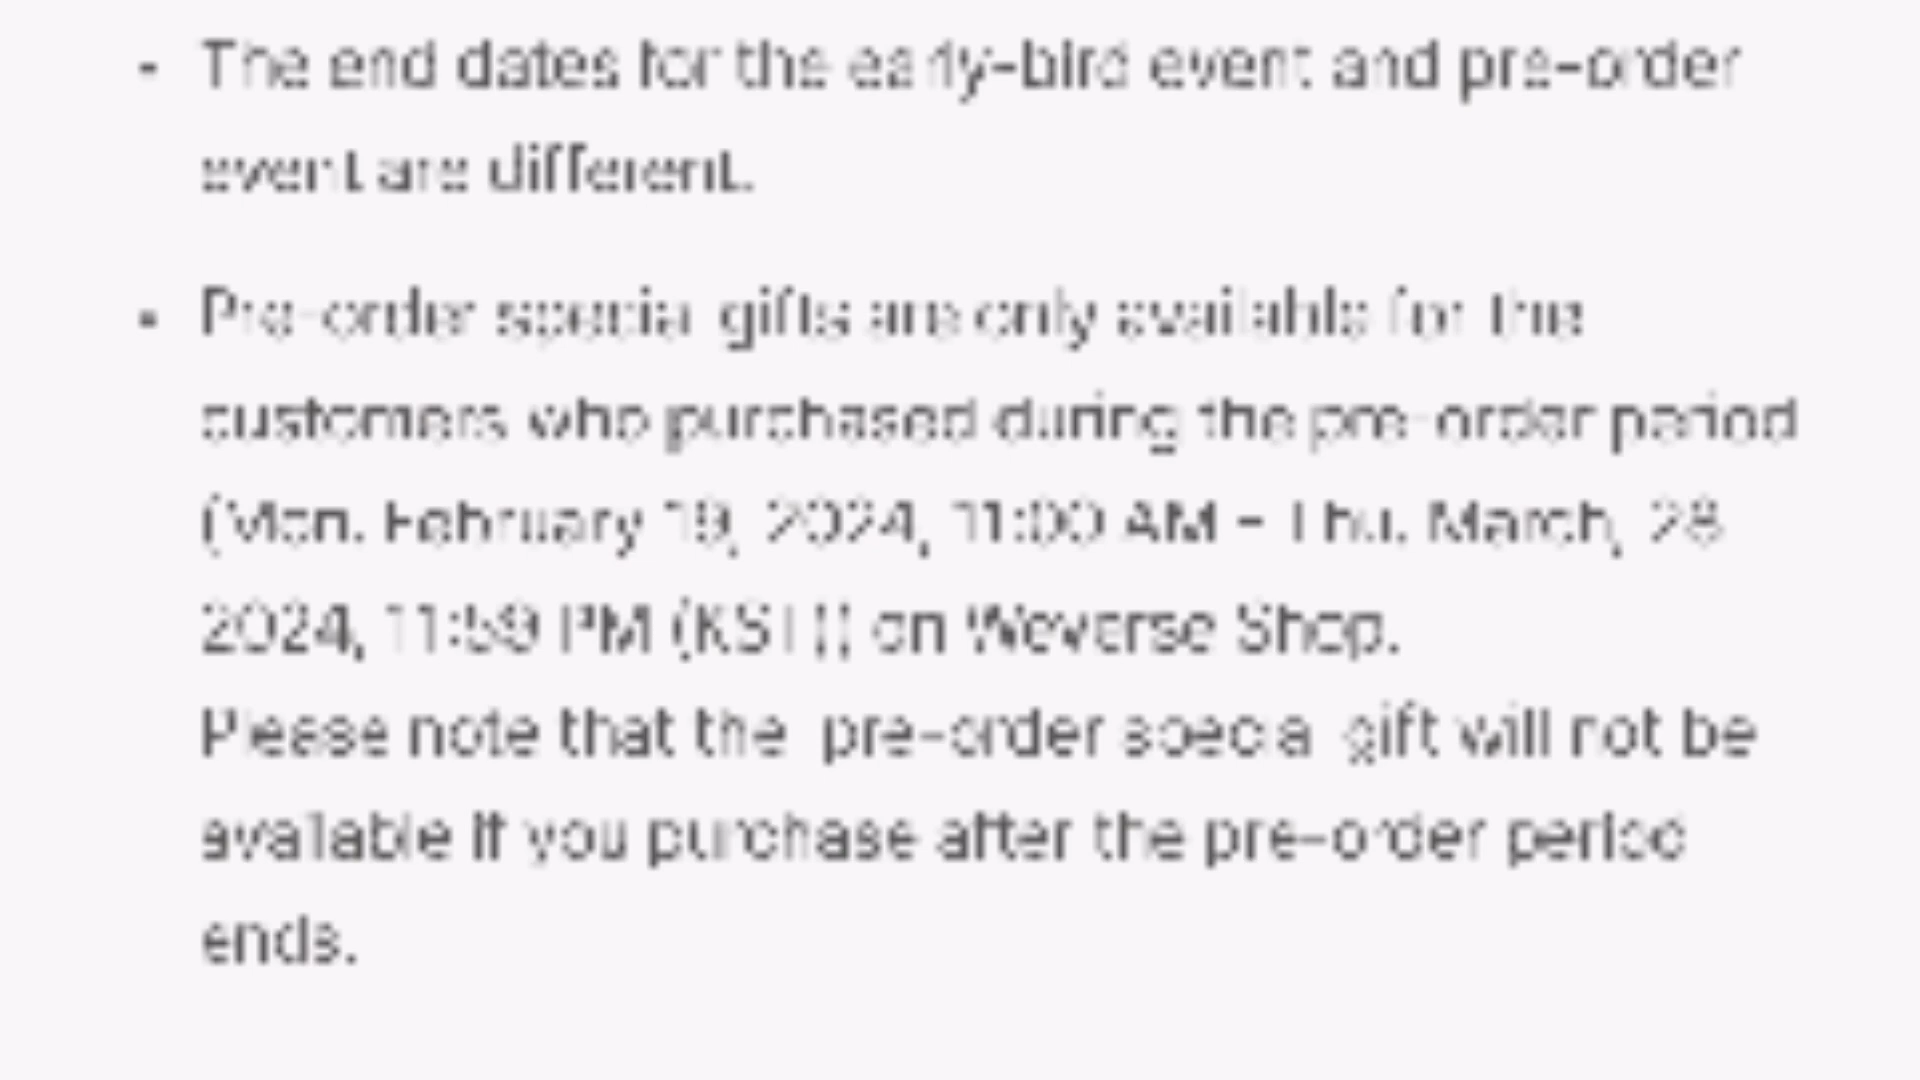 - The end dates for the early-bird event and pre-order
event are different.
- Pre-order special gifts are only available for the
customers who purchased during the pre-order period
(Mon. February 19, 2024, 11:00 AM - Thu. March, 28
2024, 11:59 PM (KST)) on Weverse Shop.
Please note that the pre-order special gift will not be
available if you purchase after the pre-order period
ends.